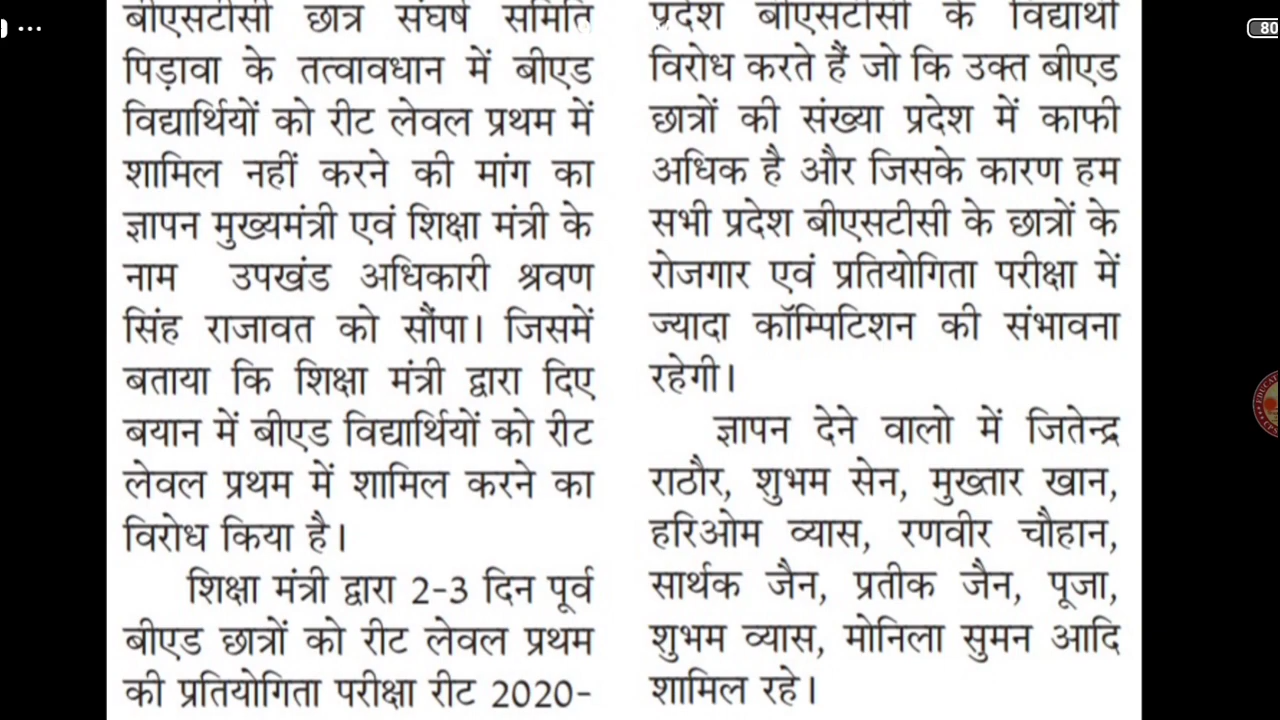 बीएसटीसी छात्र संघर्ष समिति
पिड़ावा के तत्वावधान में बीएड
विद्यार्थियों को रीट लेवल प्रथम में
शामिल नहीं करने की मांग का
ज्ञापन मुख्यमंत्री एवं शिक्षा मंत्री के
नाम उपखंड अधिकारी श्रवण
सिंह राजावत को सौंपा। जिसमें
बताया कि शिक्षा मंत्री द्वारा दिए
बयान में बीएड विद्यार्थियों को रीट
लेवल प्रथम में शामिल करने का
विरोध किया है।
शिक्षा मंत्री द्वारा 2-3 दिन पूर्व
बीएड छात्रों को रीट लेवल प्रथम
की प्रतियोगिता परीक्षा रीट 2020-
प्रदेश बीएसटीसी के विद्यार्थी
विरोध करते हैं जो कि उक्त बीएड
छात्रों की संख्या प्रदेश में काफी
अधिक है और जिसके कारण हम
सभी प्रदेश बीएसटीसी के छात्रों के
रोजगार एवं प्रतियोगिता परीक्षा में
ज्यादा कॉम्पिटिशन की संभावना
रहेगी।
ज्ञापन देने वालो में जितेन्द्र
राठौर, शुभम सेन, मुख्तार खान,
हरिओम व्यास, रणवीर चौहान,
सार्थक जैन, प्रतीक जैन, पूजा,
शुभम व्यास, मोनिला सुमन आदि
शामिल रहे।
80